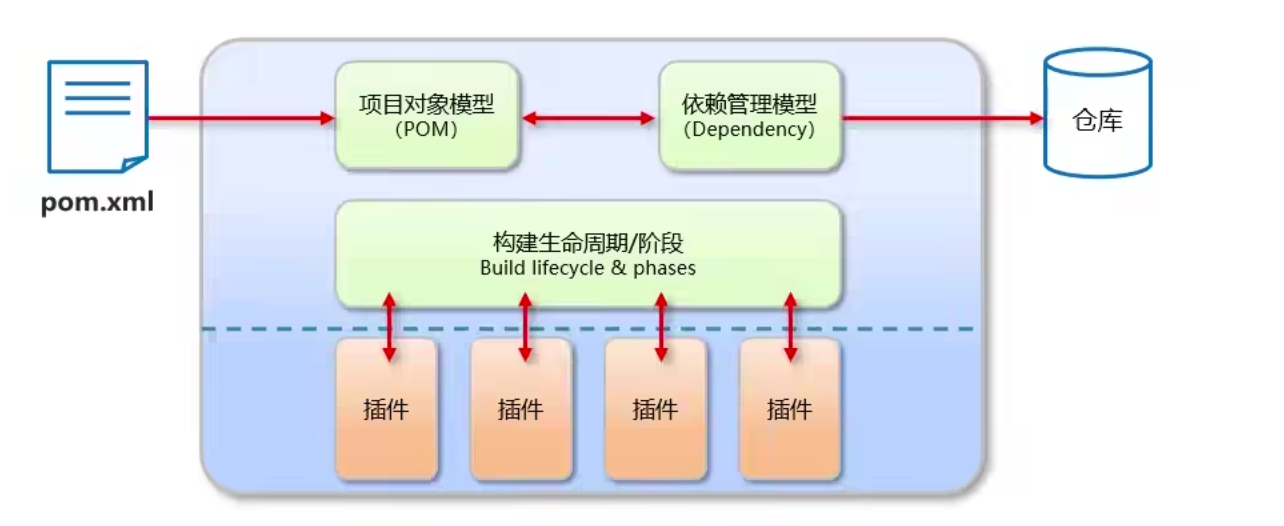 项目对象模型
（POM）
依赖管理模型
（Dependency）
仓库
pom.xml
构建生命周期/阶段
Build lifecycle & phases
插件
插件
插件
插件